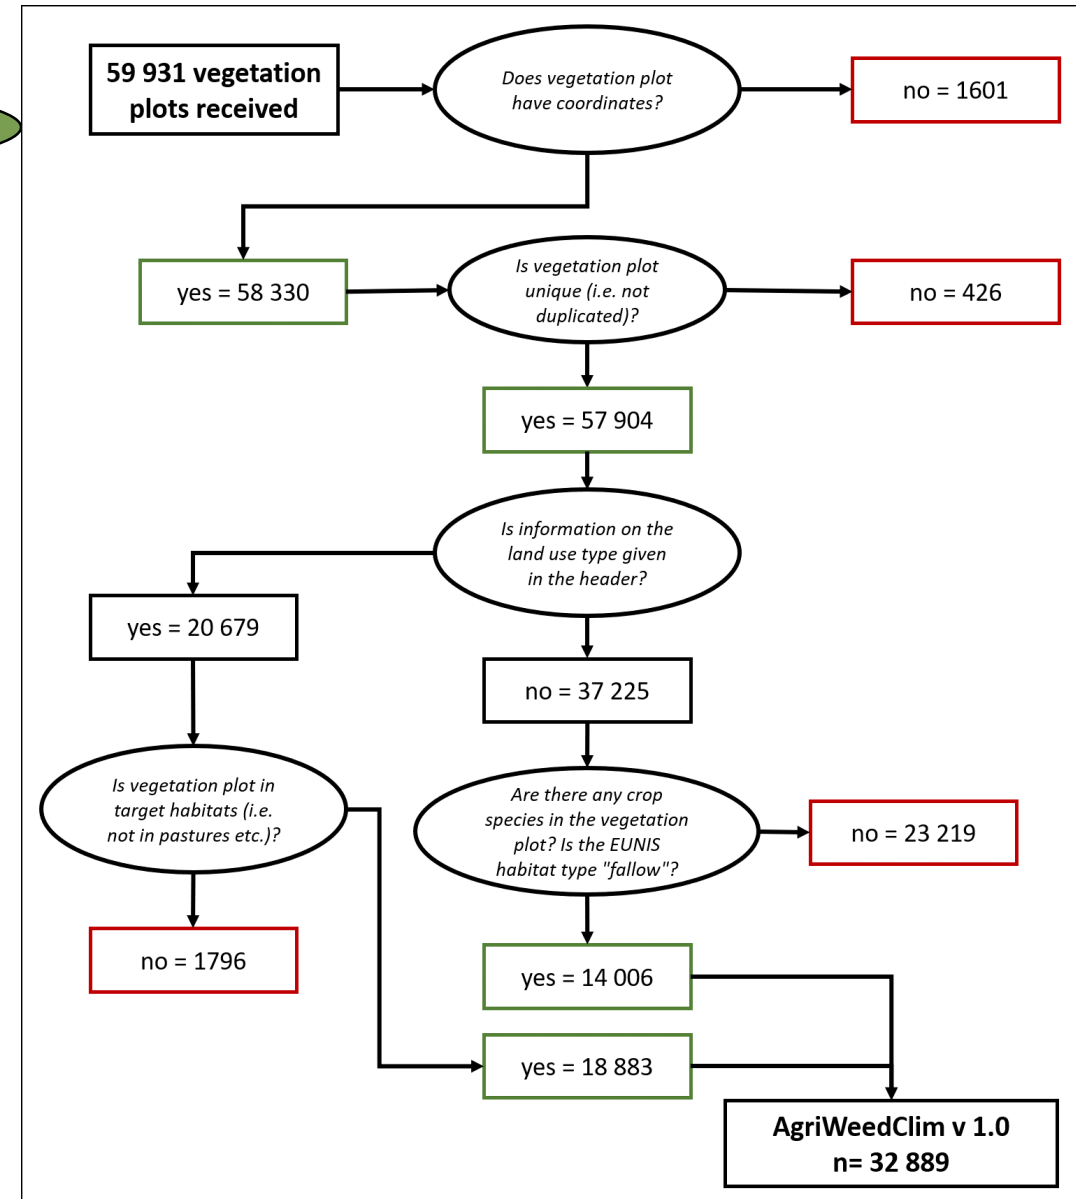 59 931 vegetation
plots received
Does vegetation plot
have coordinates?
no = 1601
yes = 58 330
Is vegetation plot
unique (i.e. not
duplicated)?
no = 426
yes = 57 904
Is information on the
land use type given
in the header?
yes = 20 679
no = 37 225
Is vegetation plot in
target habitats (i.e.
not in pastures etc.)?
Are there any crop
species in the vegetation
plot? Is the EUNIS
habitat type "fallow"?
no = 23 219
no = 1796
yes = 14 006
yes = 18 883
AgriWeedClim v 1.0
n= 32 889